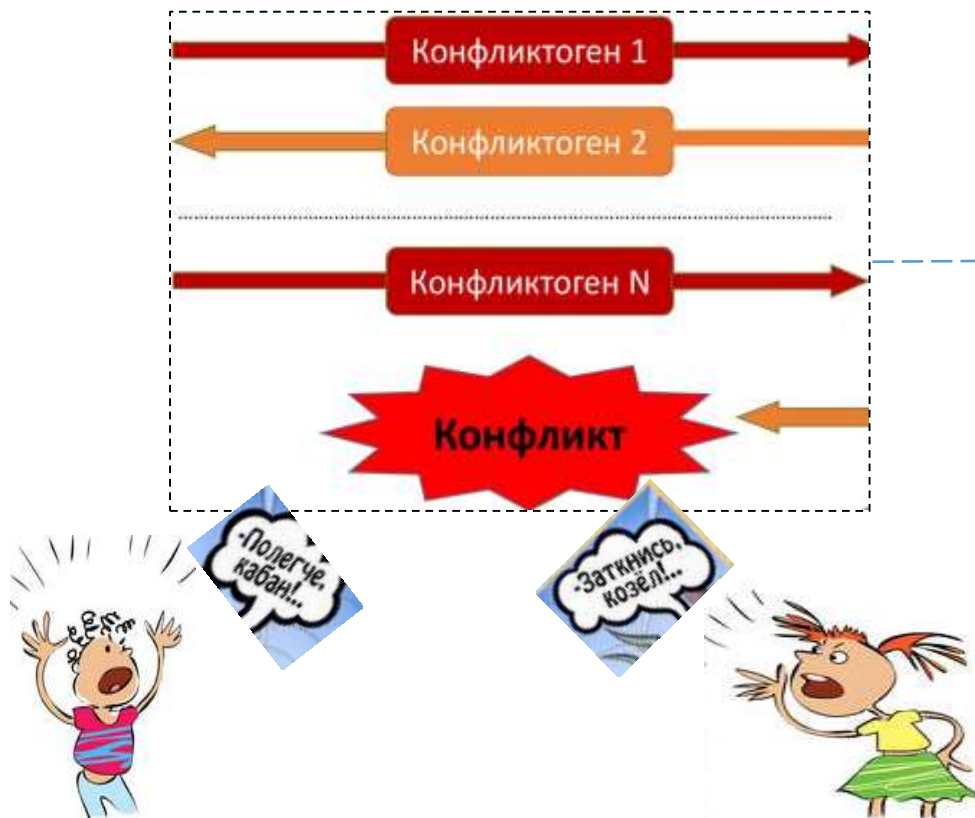 Конфликтоген 1
Конфликтоген 2
Конфликтоген N
Конфликт
-Полегче,
кабан!..
-Заткнись,
козёл!...